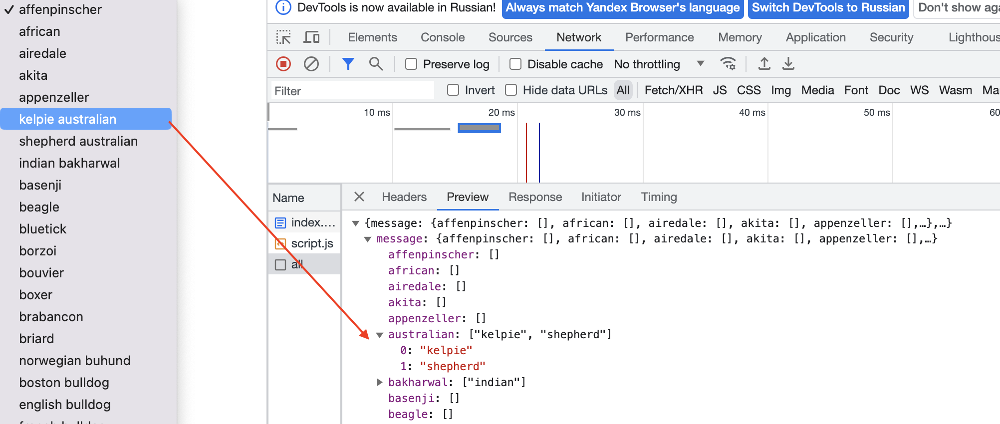 ✓ affenpinscher
african
airedale
akita
appenzeller
kelpie australian
shepherd australian
indian bakharwal
basenji
beagle
bluetick
borzoi
bouvier
boxer
brabancon
briard
norwegian buhund
boston bulldog
english bulldog
DevTools is now available in Russian! Always match Yandex Browser's language Switch DevTools to Russian Don't show aga
Elements Console Sources Network Performance Memory Application Security Lighthous
Preserve log Disable cache No throttling
Filter Invert Hide data URLs All Fetch/XHR JS CSS Img Media Font Doc WS Wasm Ma
10 ms 20 ms 30 ms 40 ms 50 ms 60
Name
index....
script.js
all
Headers Preview Response Initiator Timing
{message: {affenpinscher: [], african: [], airedale: [], akita: [], appenzeller: [],…},…}
message: {affenpinscher: [], african: [], airedale: [], akita: [], appenzeller: [],…}
affenpinscher: []
african: []
airedale: []
akita: []
appenzeller: []
australian: ["kelpie", "shepherd"]
0: "kelpie"
1: "shepherd"
bakharwal: ["indian"]
basenji: []
beagle: []